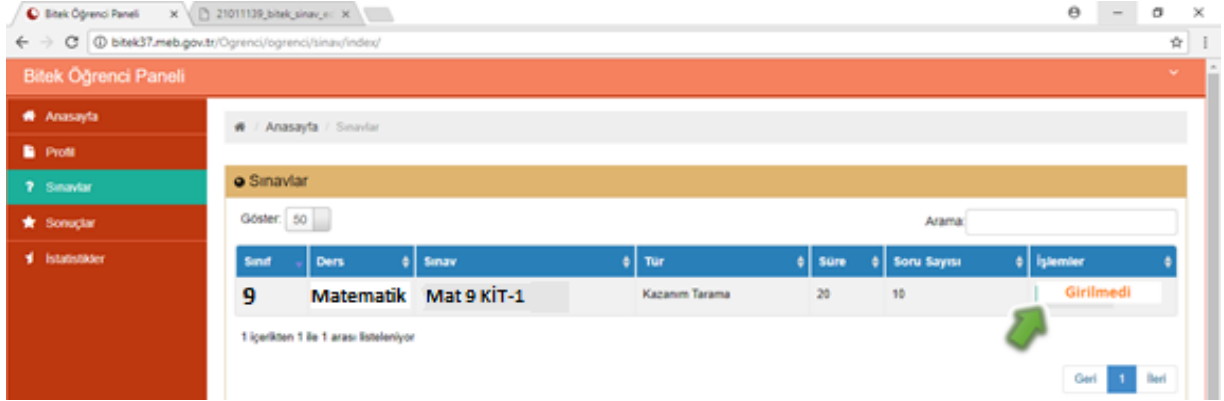 Bitek Öğrenci Paneli
21011139_bitek_sinav_
bitek37.meb.gov.tr/Ogrenci/ogrenci/sinav/index/
Bitek Öğrenci Paneli
Anasayfa
Profil
? Sınavlar
Sonuçlar
İstatistikler
/ Anasayfa / Sınavlar
Sınavlar
Göster: 50
Arama:
Sınıf Ders Sınav Tür Süre Soru Sayısı İşlemler
9 Matematik Mat 9 KİT-1 Kazanım Tarama 20 10 Girilmedi
1 içerikten 1 ile 1 arası listeleniyor
Geri 1 İleri